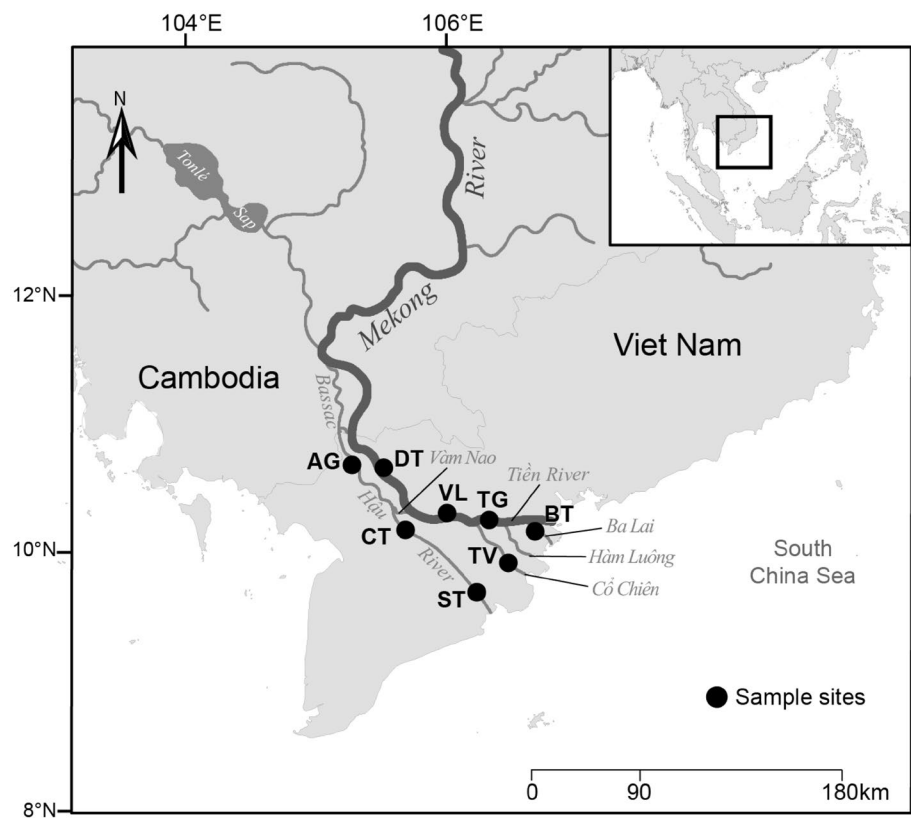 104°E
106°E
N
Tonlé
Sap
River
12°N
Mekong
Viet Nam
Cambodia
Bassac
AG
DT
Vàm Nao
VL
TG
Tiền River
BT
Hậu
CT
Ba Lai
TV
Hàm Luông
10°N
River
Cổ Chiên
South
China Sea
ST
Sample sites
0
90
180km
8°N